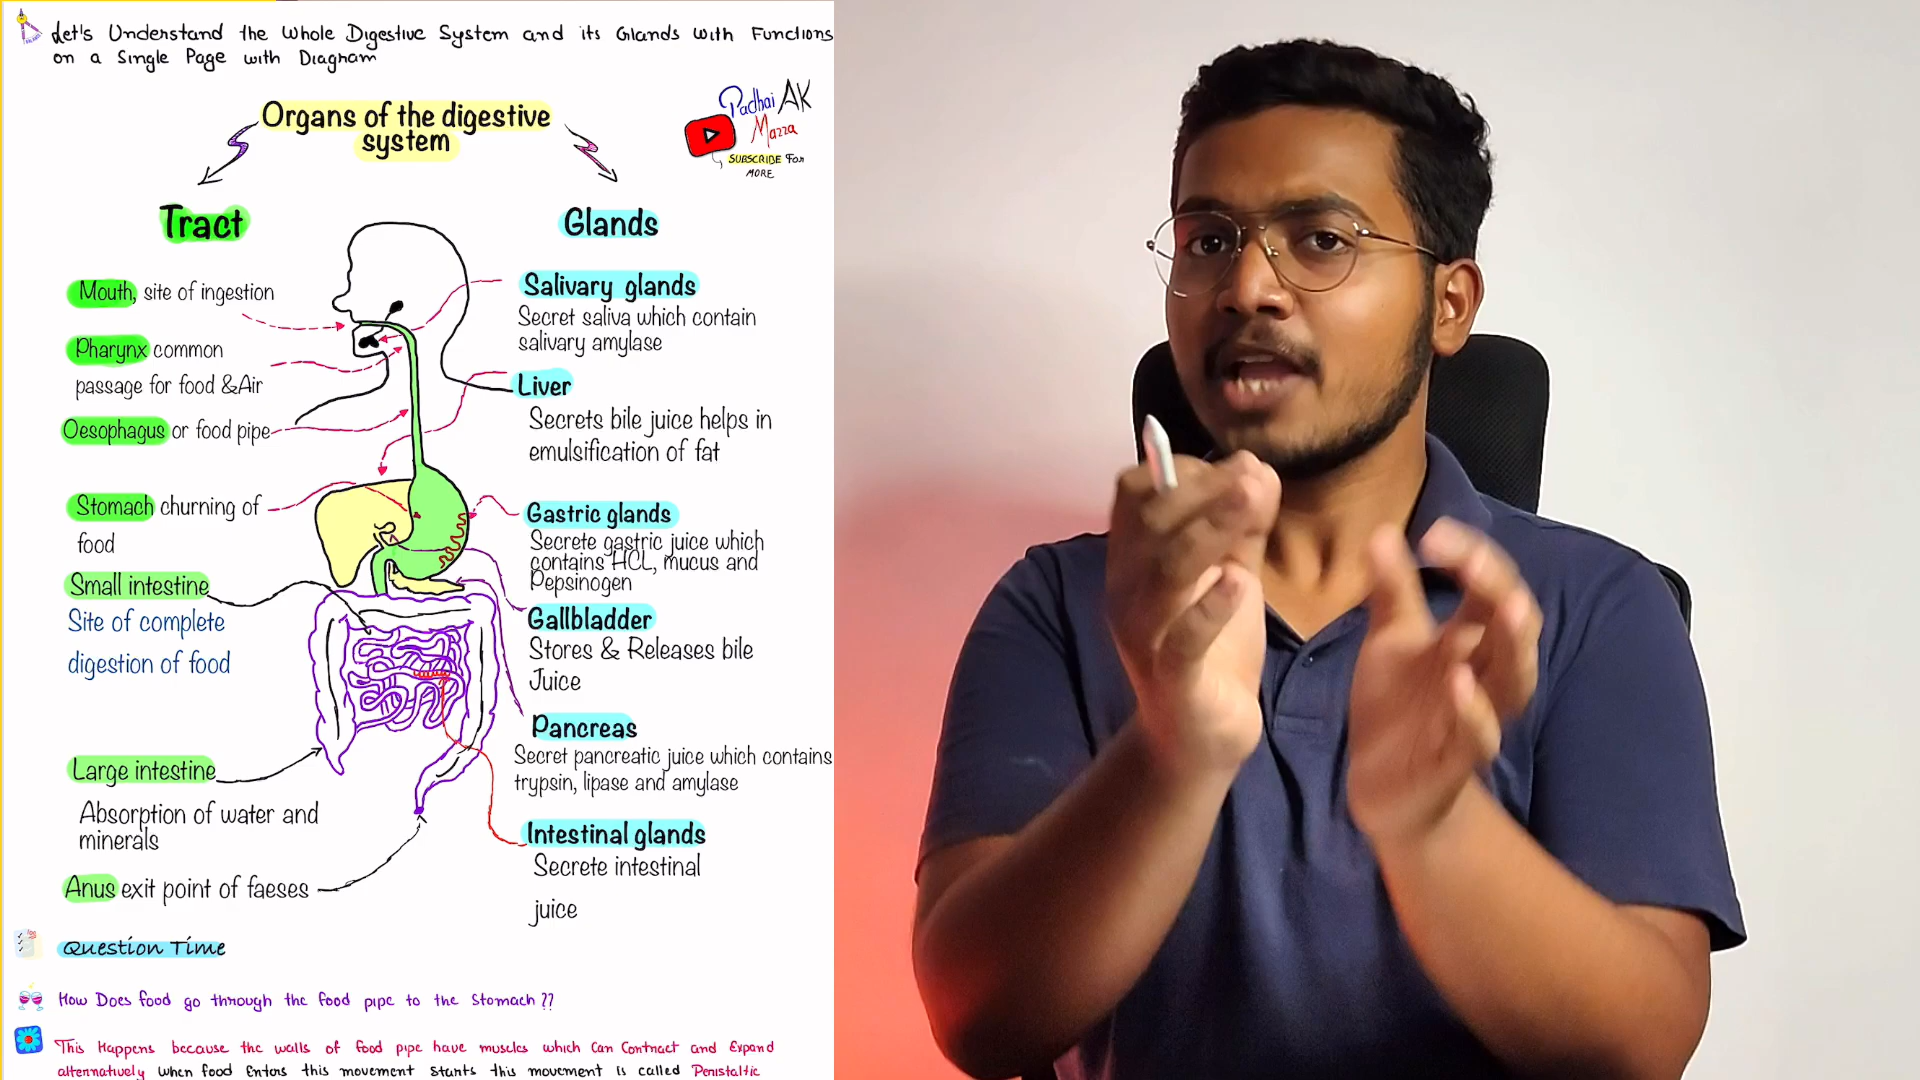 Let's Understand the Whole Digestive System and its Glands with Functions
on a Single Page with Diagram
Padhai AK
Mazza
SUBSCRIBE For
MORE
Organs of the digestive
system
Tract
Mouth, site of ingestion
Pharynx common
passage for food &Air
Oesophagus or food pipe
Stomach churning of
food
Small intestine
Site of complete
digestion of food
Large intestine
Absorption of water and
minerals
Anus exit point of faeses
Glands
Salivary glands
Secret saliva which contain
salivary amylase
Liver
Secrets bile juice helps in
emulsification of fat
Gastric glands
Secrete gastric juice which
contains HCL, mucus and
Pepsinogen
Gallbladder
Stores & Releases bile
Juice
Pancreas
Secret pancreatic juice which contains
trypsin, lipase and amylase
Intestinal glands
Secrete intestinal
juice
Question Time
How Does food go through the food pipe to the Stomach ??
This Happens because the walls of food pipe have muscles which Can Contract and Expand
alternatively when food Enters this movement Starts this movement is called Peristaltic